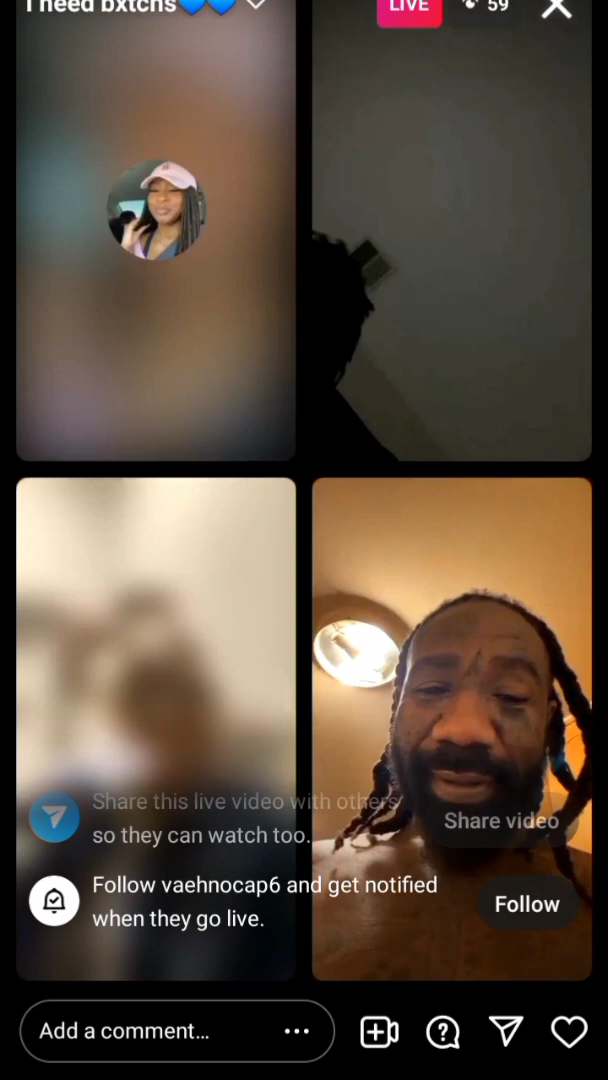 I need bxtchs💙💙
LIVE
59
Share this live video with others
so they can watch too.
Share video
Follow vaehnocap6 and get notified
when they go live.
Follow
Add a comment...